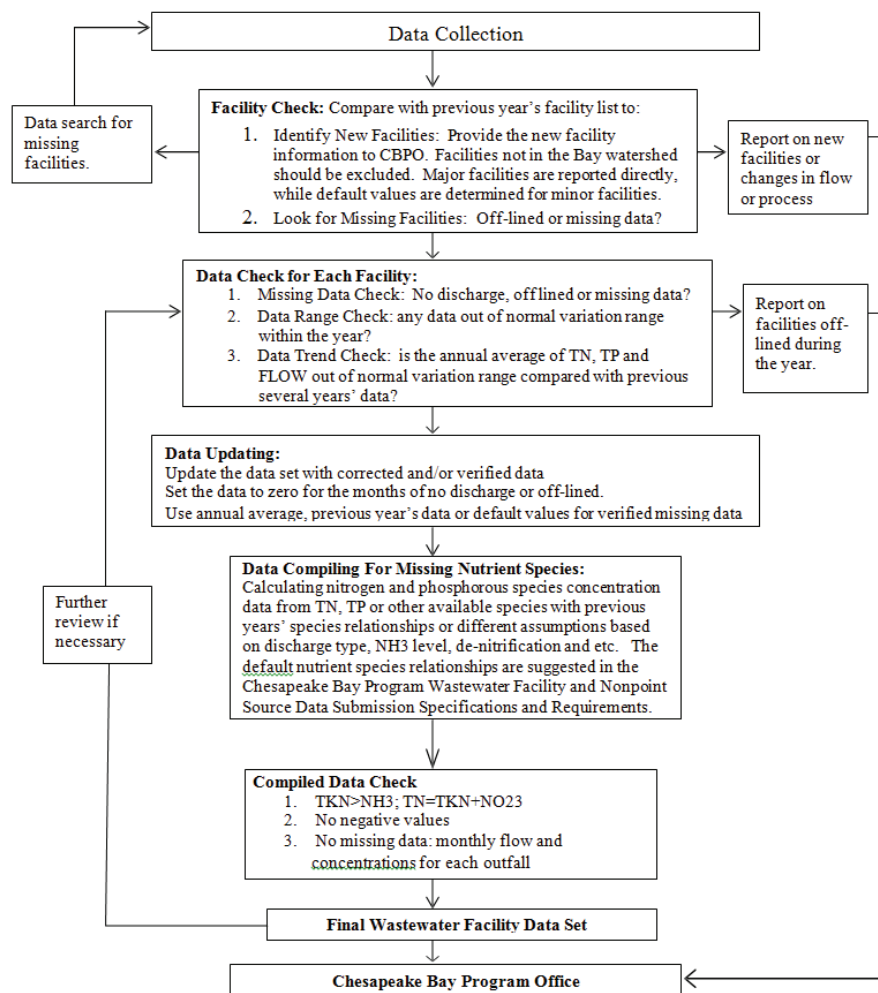 Data Collection
Facility Check: Compare with previous year's facility list to:
1. Identify New Facilities: Provide the new facility
information to CBPO. Facilities not in the Bay watershed
should be excluded. Major facilities are reported directly,
while default values are determined for minor facilities.
2. Look for Missing Facilities: Off-lined or missing data?
Data search for
missing
facilities.
Report on new
facilities or
changes in flow
or process
Data Check for Each Facility:
1. Missing Data Check: No discharge, off lined or missing data?
2. Data Range Check: any data out of normal variation range
within the year?
3. Data Trend Check: is the annual average of TN, TP and
FLOW out of normal variation range compared with previous
several years' data?
Report on
facilities off-
lined during
the year.
Data Updating:
Update the data set with corrected and/or verified data
Set the data to zero for the months of no discharge or off-lined.
Use annual average, previous year's data or default values for verified missing data
Data Compiling For Missing Nutrient Species:
Calculating nitrogen and phosphorous species concentration
data from TN, TP or other available species with previous
years' species relationships or different assumptions based
on discharge type, NH3 level, de-nitrification and etc. The
default nutrient species relationships are suggested in the
Chesapeake Bay Program Wastewater Facility and Nonpoint
Source Data Submission Specifications and Requirements.
Further
review if
necessary
Compiled Data Check
1. TKN>NH3; TN=TKN+NO23
2. No negative values
3. No missing data: monthly flow and
concentrations for each outfall
Final Wastewater Facility Data Set
Chesapeake Bay Program Office